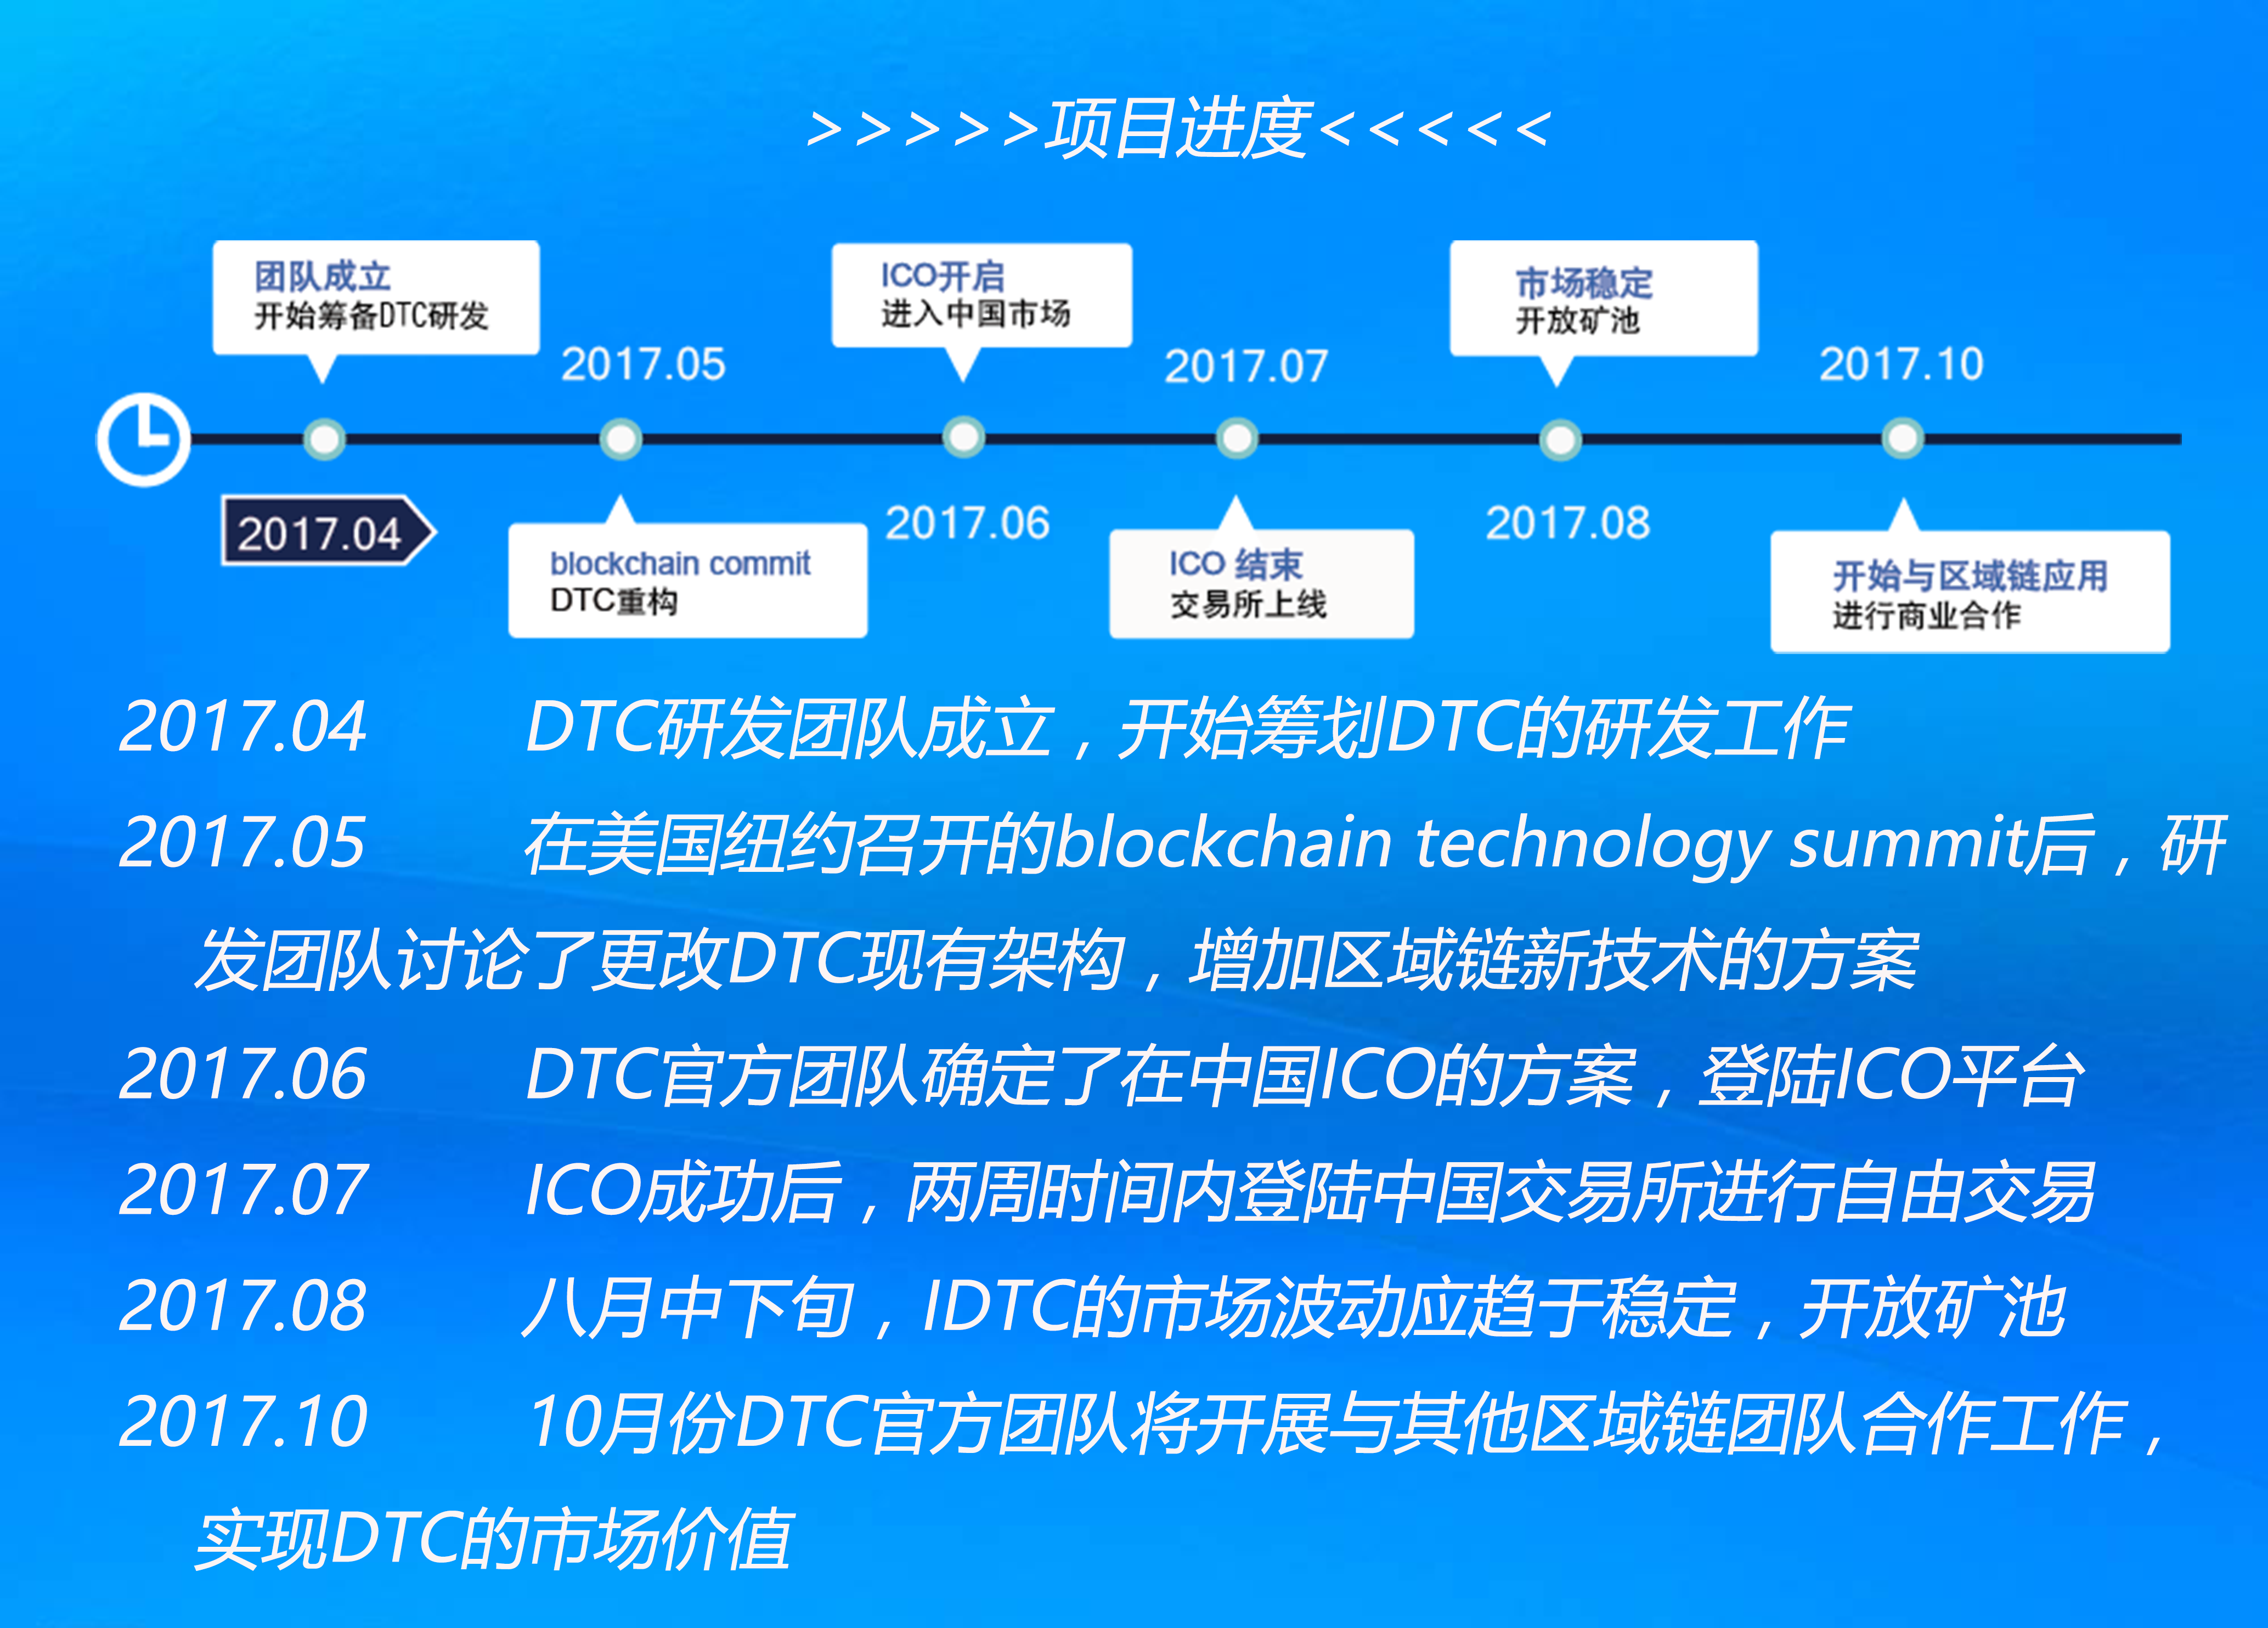 >>>>>项目进度<<<<<
团队成立
开始筹备DTC研发
2017.04
2017.05
blockchain commit
DTC重构
ICO开启
进入中国市场
2017.06
2017.07
ICO 结束
交易所上线
市场稳定
开放矿池
2017.08
2017.10
开始与区域链应用
进行商业合作
2017.04 DTC研发团队成立，开始筹划DTC的研发工作
2017.05 在美国纽约召开的blockchain technology summit后，研
发团队讨论了更改DTC现有架构，增加区域链新技术的方案
2017.06 DTC官方团队确定了在中国ICO的方案，登陆ICO平台
2017.07 ICO成功后，两周时间内登陆中国交易所进行自由交易
2017.08 八月中下旬，IDTC的市场波动应趋于稳定，开放矿池
2017.10 10月份DTC官方团队将开展与其他区域链团队合作工作，
实现DTC的市场价值